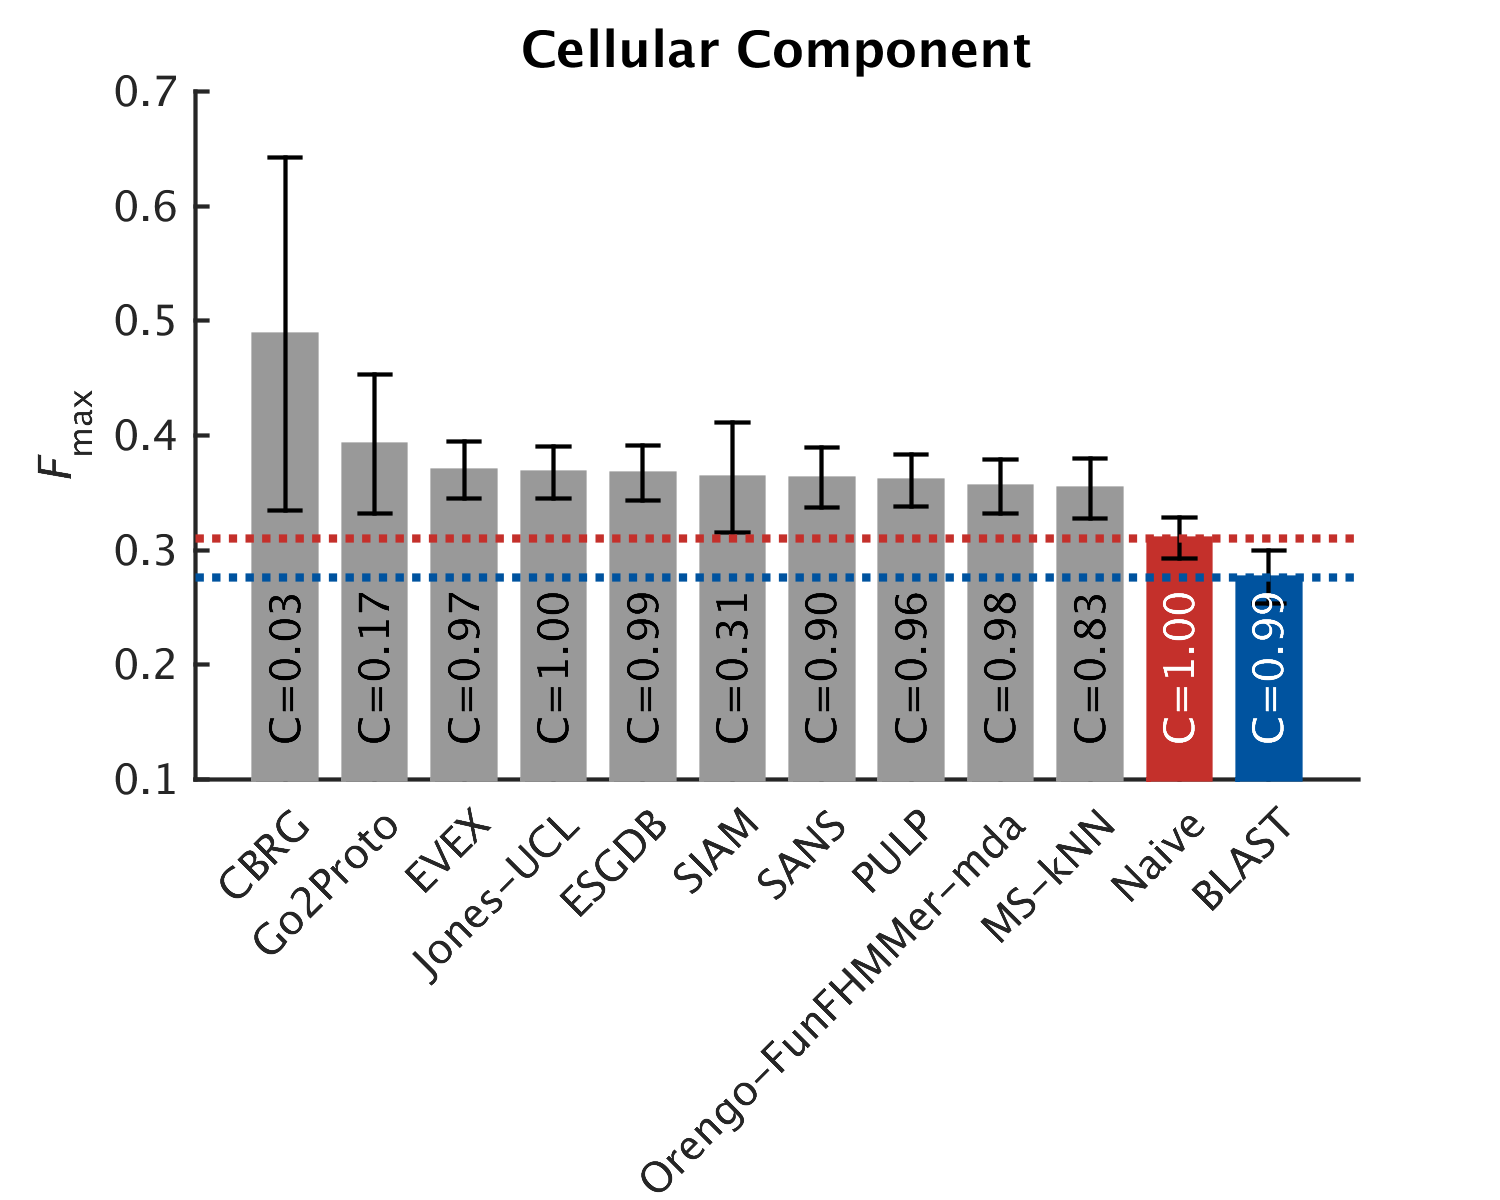 Cellular Component
0.7
0.6
0.5
0.4
0.3
0.2
0.1
Fmax
C=0.03
C=0.17
C=0.97
C=1.00
C=0.99
C=0.31
C=0.90
C=0.96
C=0.98
C=0.83
C=1.00
C=0.99
CBRG
Go2Proto
EVEX
Jones-UCL
ESGDB
SIAM
SANS
PULP
Orengo-FunFHMMer-mda
MS-kNN
Naive
BLAST